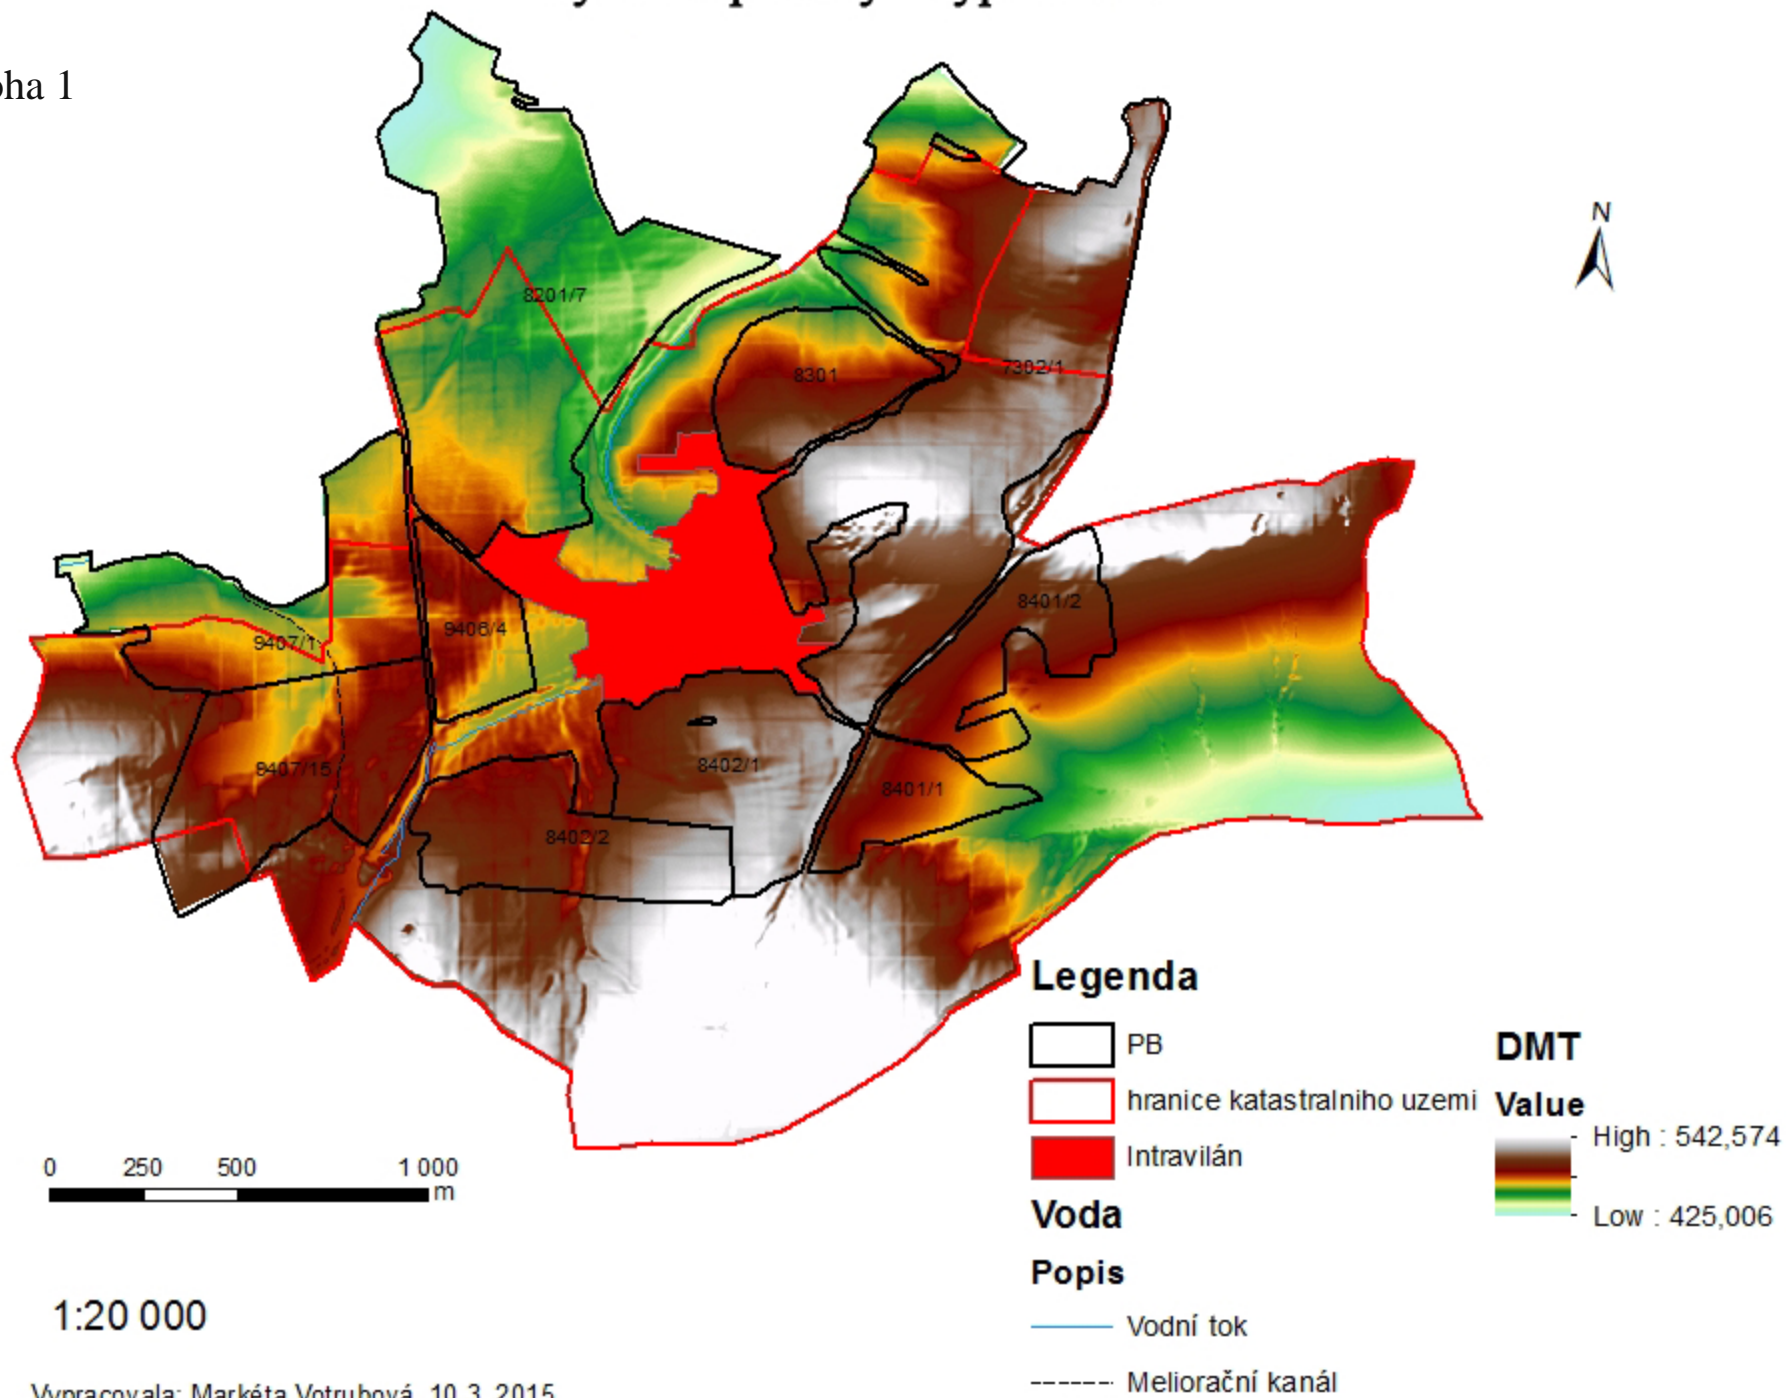 oha 1
N
8201/7
8301
7302/1
8401/2
9407/1
9406/4
9407/15
8402/1
8401/1
8402/2
Legenda
PB
hranice katastralniho uzemi
Intravilán
Voda
Popis
Vodní tok
Meliorační kanál
DMT
Value
High : 542,574
Low : 425,006
0 250 500 1 000
m
1:20 000
Vypracovala: Markéta Votrubová, 10.3. 2015